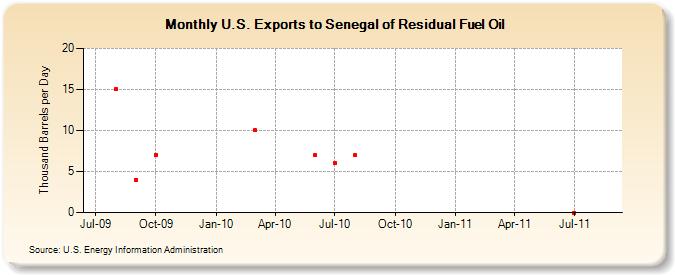 Monthly U.S. Exports to Senegal of Residual Fuel Oil
Thousand Barrels per Day
20
15
10
5
0
Jul-09 Oct-09 Jan-10 Apr-10 Jul-10 Oct-10 Jan-11 Apr-11 Jul-11
Source: U.S. Energy Information Administration